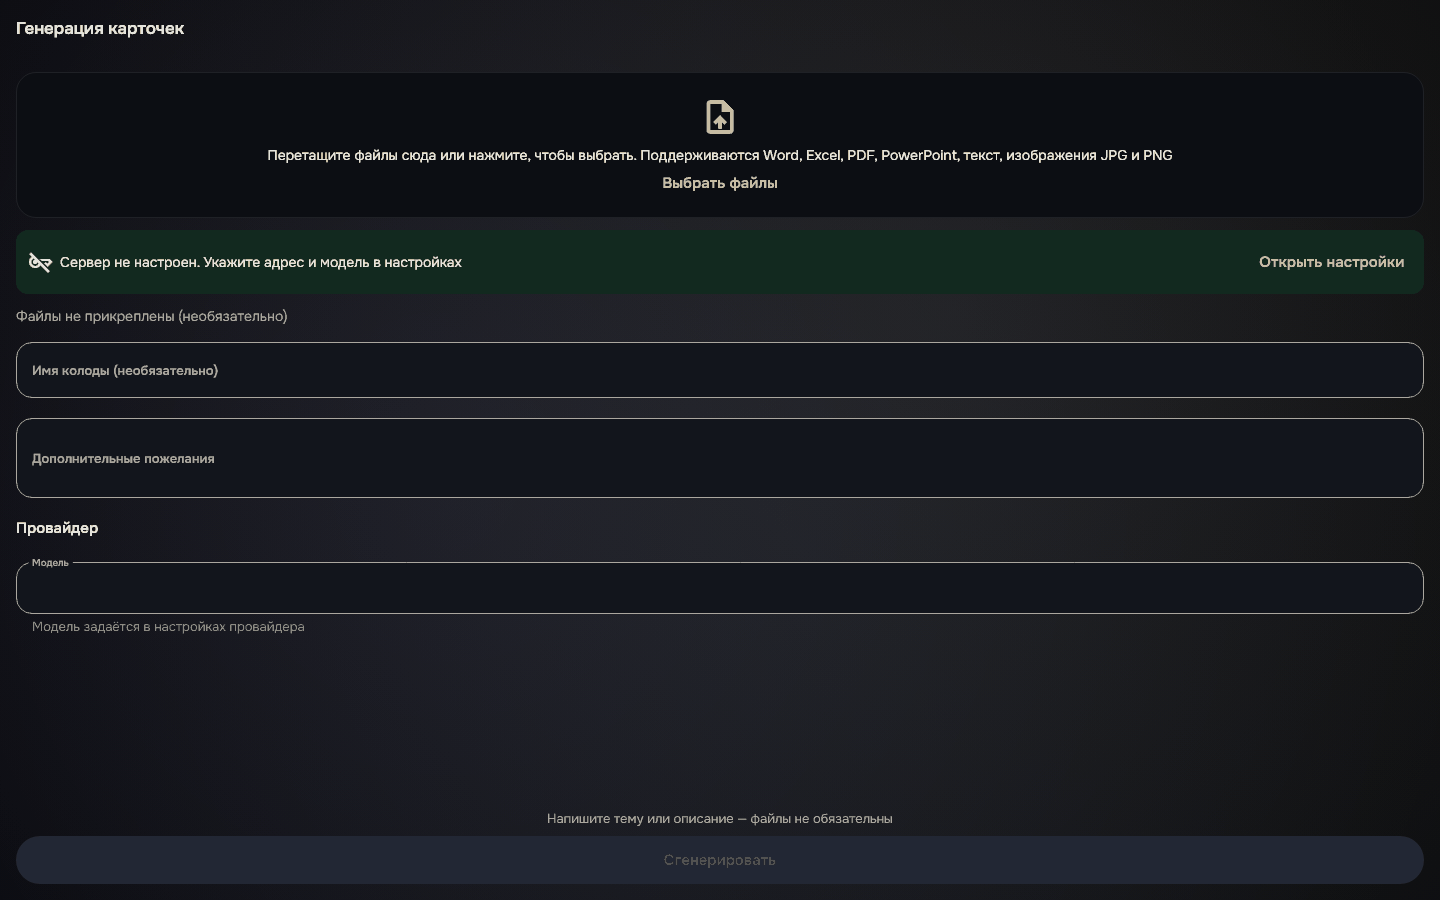 Генерация карточек
Перетащите файлы сюда или нажмите, чтобы выбрать. Поддерживаются Word, Excel, PDF, PowerPoint, текст, изображения JPG и PNG
Выбрать файлы
Сервер не настроен. Укажите адрес и модель в настройках
Открыть настройки
Файлы не прикреплены (необязательно)
Имя колоды (необязательно)
Дополнительные пожелания
Провайдер
Модель
Модель задаётся в настройках провайдера
Напишите тему или описание — файлы не обязательны
Сгенерировать